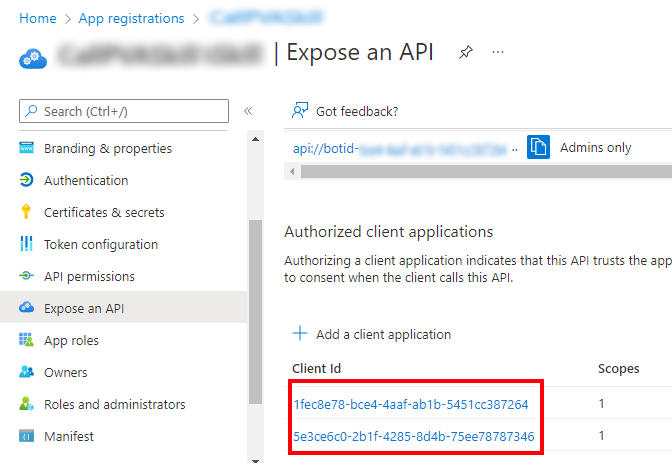 Home > App registrations >
| Expose an API
Search (Ctrl+/)
«
Got feedback?
Branding & properties
Authentication
Certificates & secrets
Token configuration
API permissions
Expose an API
App roles
Owners
Roles and administrators
Manifest
api://botid- ..
Admins only
Authorized client applications
Authorizing a client application indicates that this API trusts the app
to consent when the client calls this API.
Add a client application
Client Id Scopes
1fec8e78-bce4-4aaf-ab1b-5451cc387264 1
5e3ce6c0-2b1f-4285-8d4b-75ee78787346 1